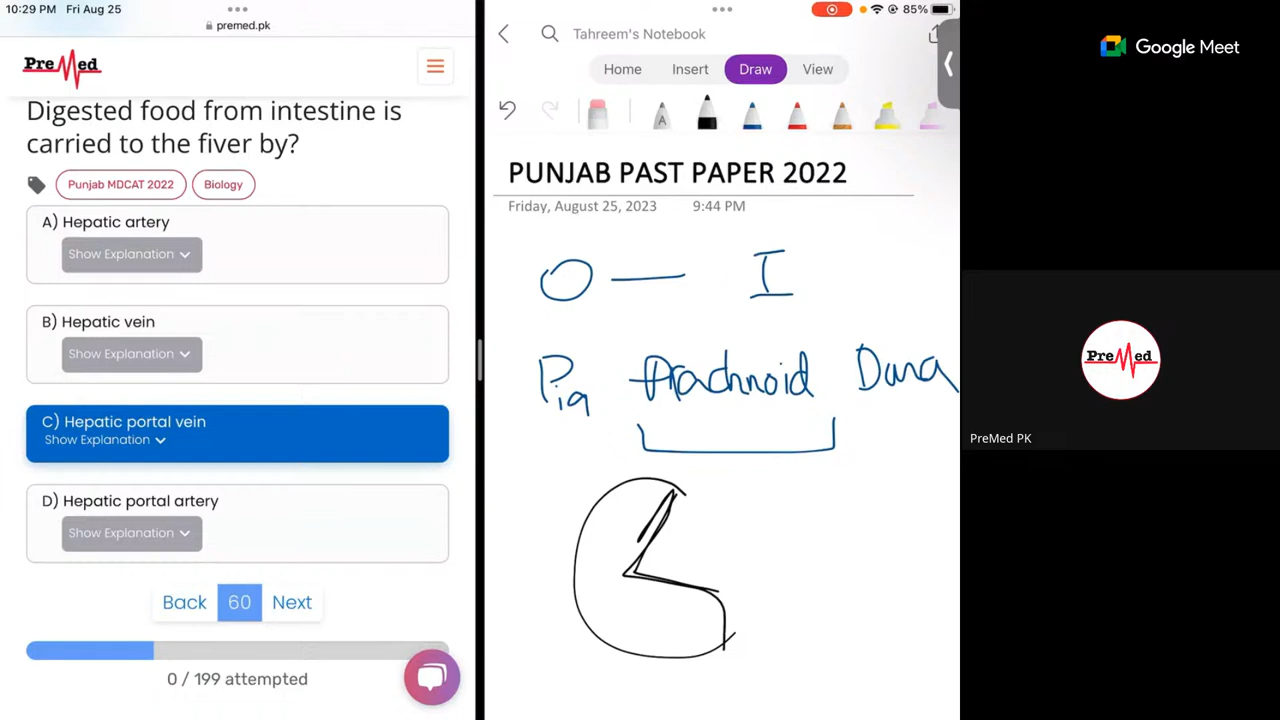 10:29 PM Fri Aug 25
premed.pk
PreMed
Digested food from intestine is
carried to the fiver by?
Punjab MDCAT 2022 Biology
A) Hepatic artery
Show Explanation
B) Hepatic vein
Show Explanation
C) Hepatic portal vein
Show Explanation
D) Hepatic portal artery
Show Explanation
Back 60 Next
0 / 199 attempted
85%
Tahreem's Notebook
Home Insert Draw View
A
PUNJAB PAST PAPER 2022
Friday, August 25, 2023 9:44 PM
O — I
Pia Arachnoid Dura
Google Meet
PreMed
PreMed PK